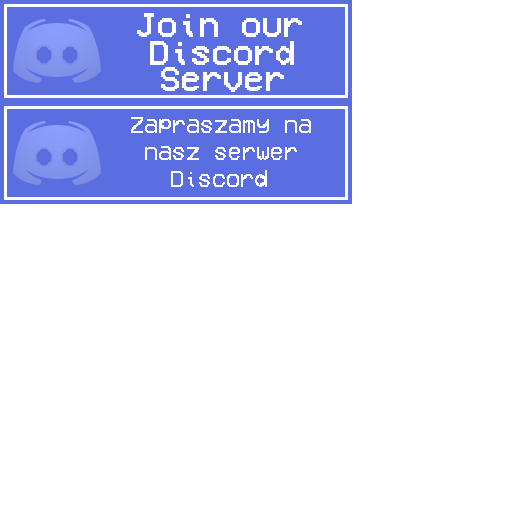 Join our
Discord
Server
Zapraszamy na
nasz serwer
Discord